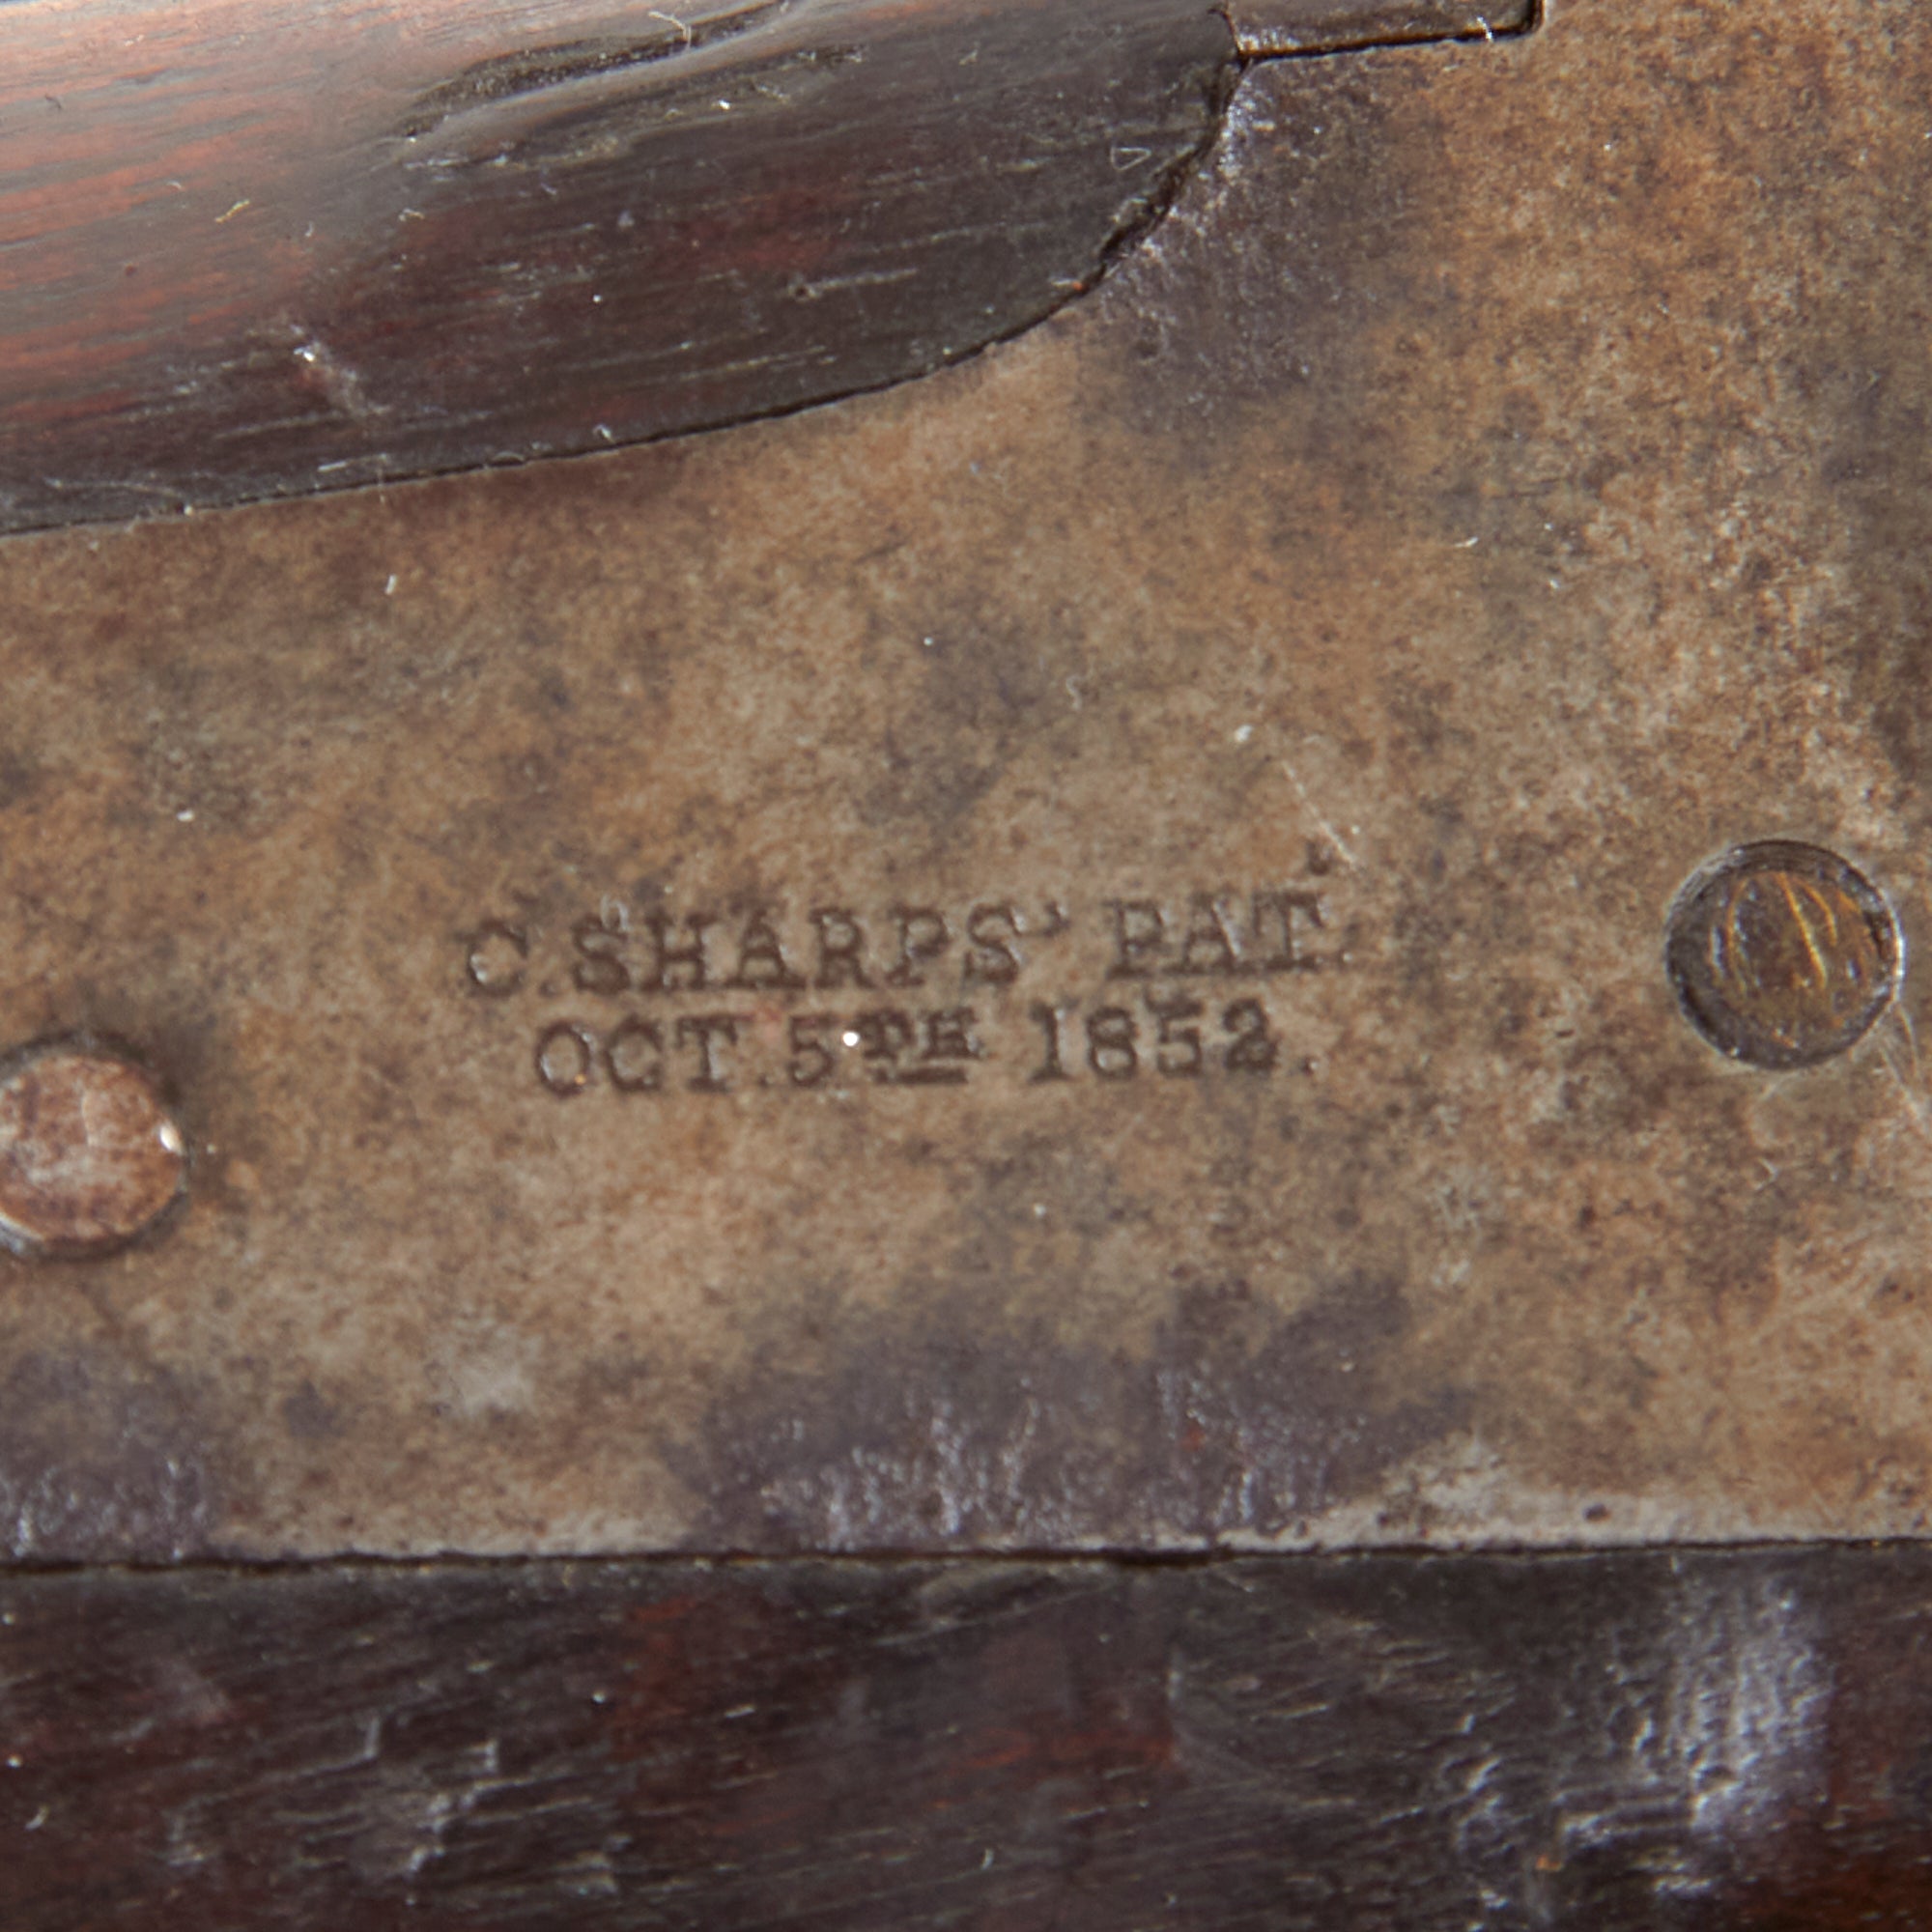 C. SHARPS' PAT.
OCT. 5TH 1852.